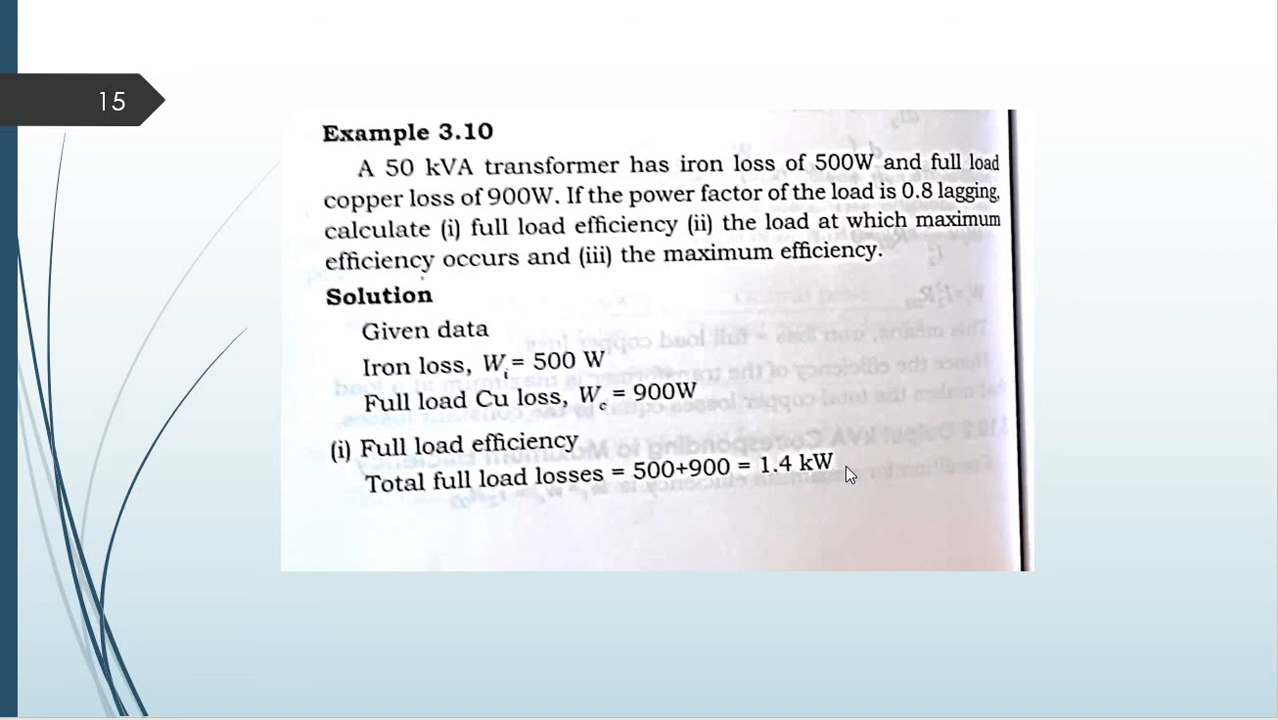 15
Example 3.10
A 50 kVA transformer has iron loss of 500W and full load
copper loss of 900W. If the power factor of the load is 0.8 lagging,
calculate (i) full load efficiency (ii) the load at which maximum
efficiency occurs and (iii) the maximum efficiency.
Solution
Given data
Iron loss, Wi = 500 W
Full load Cu loss, Wc = 900W
(i) Full load efficiency
Total full load losses = 500+900 = 1.4 kW